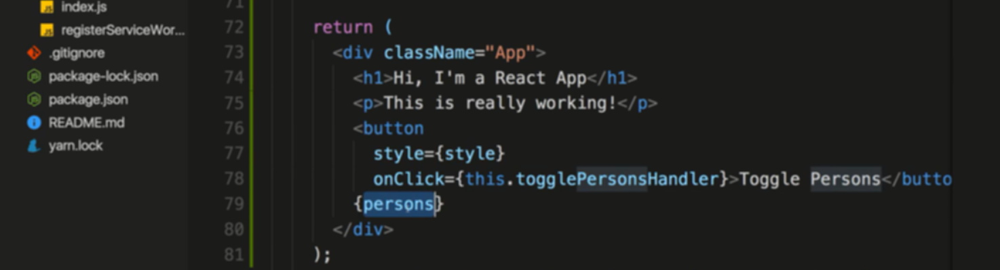 index.js
registerServiceWor...
.gitignore
package-lock.json
package.json
README.md
yarn.lock
71
72 return (
73 <div className="App">
74 <h1>Hi, I'm a React App</h1>
75 <p>This is really working!</p>
76 <button
77 style={style}
78 onClick={this.togglePersonsHandler}>Toggle Persons</butto
79 {persons}
80 </div>
81 );